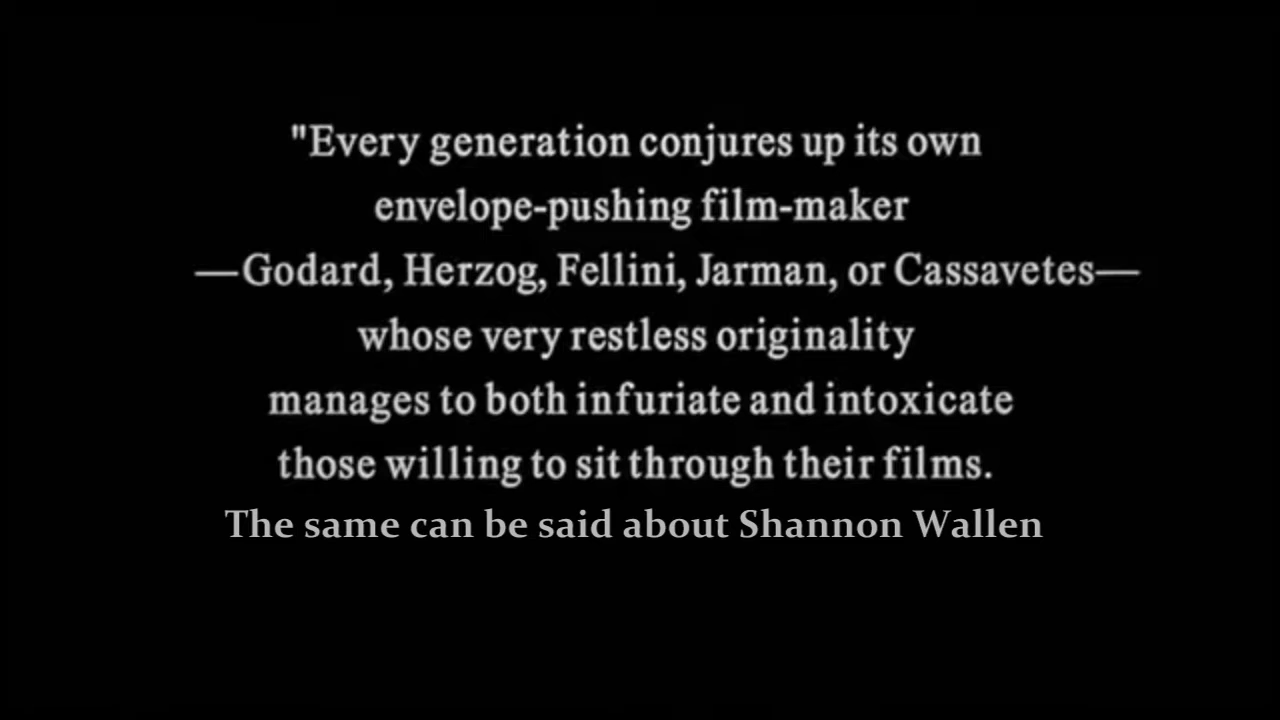 "Every generation conjures up its own
envelope-pushing film-maker
—Godard, Herzog, Fellini, Jarman, or Cassavetes—
whose very restless originality
manages to both infuriate and intoxicate
those willing to sit through their films.
The same can be said about Shannon Wallen